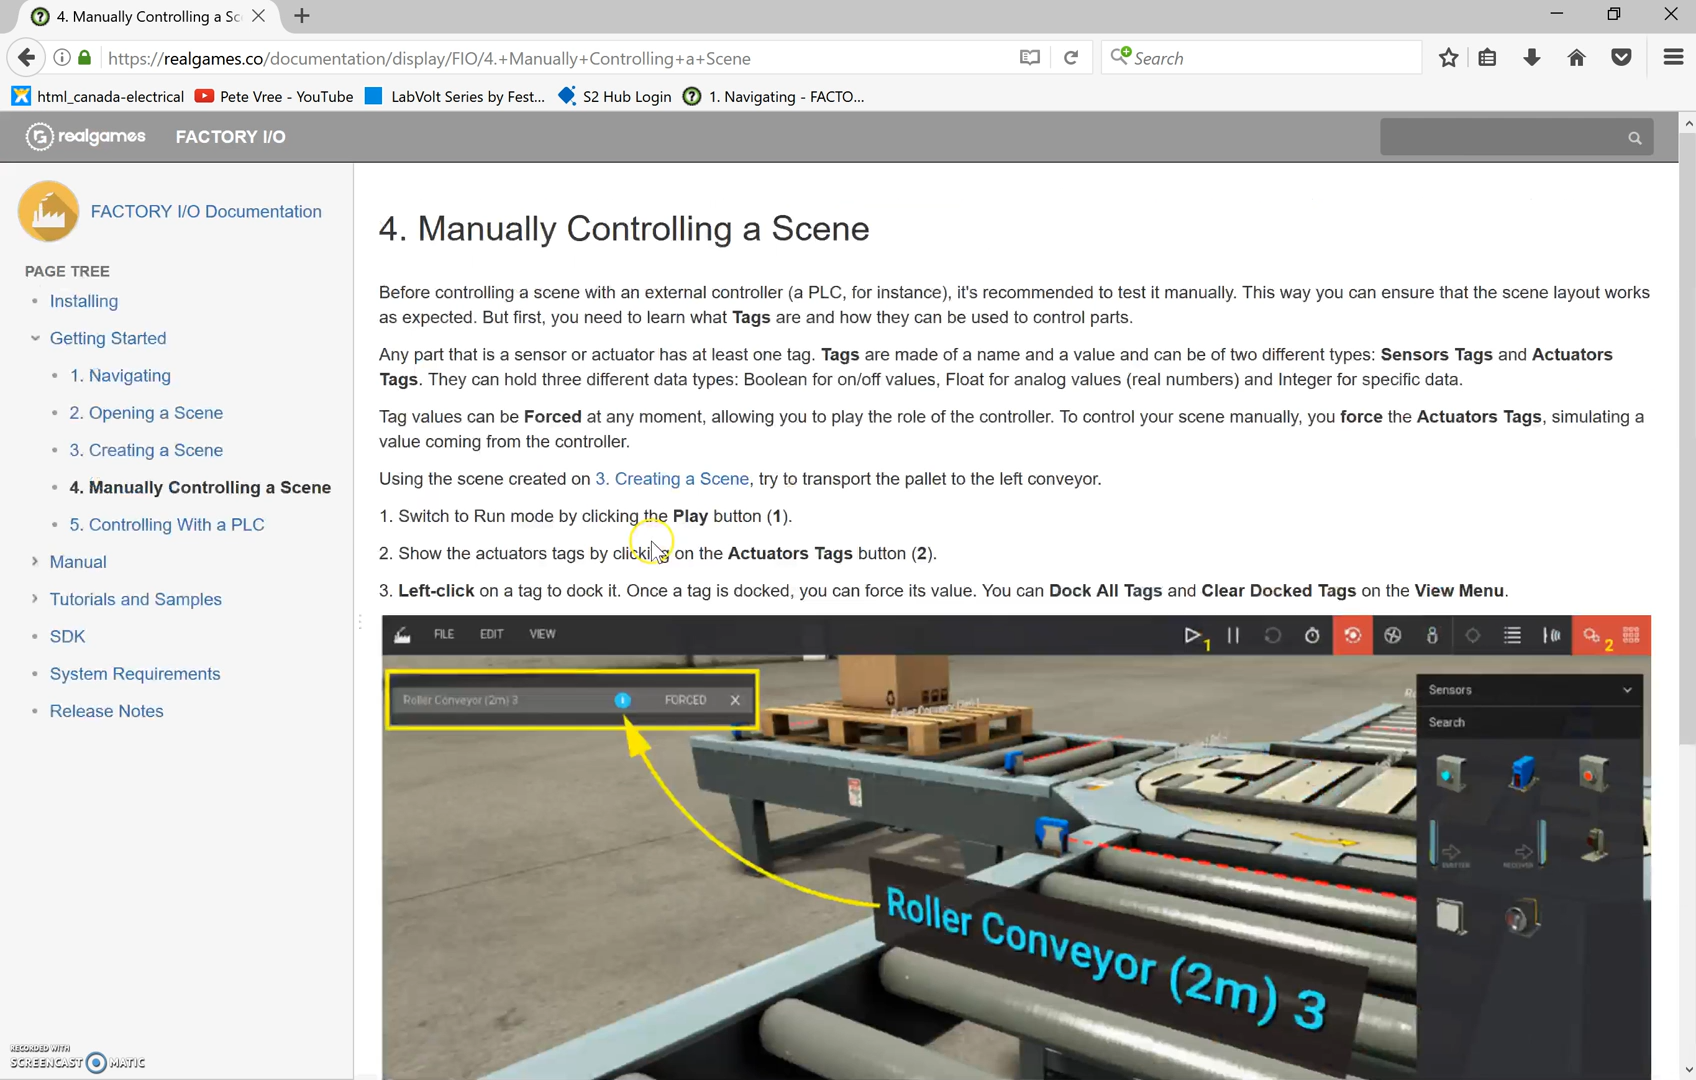 4. Manually Controlling a Sc
https://realgames.co/documentation/display/FIO/4.+Manually+Controlling+a+Scene
Search
html_canada-electrical
Pete Vree - YouTube
LabVolt Series by Fest...
S2 Hub Login
1. Navigating - FACTO...
realgames
FACTORY I/O
FACTORY I/O Documentation
PAGE TREE
Installing
Getting Started
1. Navigating
2. Opening a Scene
3. Creating a Scene
4. Manually Controlling a Scene
5. Controlling With a PLC
Manual
Tutorials and Samples
SDK
System Requirements
Release Notes
4. Manually Controlling a Scene
Before controlling a scene with an external controller (a PLC, for instance), it's recommended to test it manually. This way you can ensure that the scene layout works
as expected. But first, you need to learn what Tags are and how they can be used to control parts.
Any part that is a sensor or actuator has at least one tag. Tags are made of a name and a value and can be of two different types: Sensors Tags and Actuators
Tags. They can hold three different data types: Boolean for on/off values, Float for analog values (real numbers) and Integer for specific data.
Tag values can be Forced at any moment, allowing you to play the role of the controller. To control your scene manually, you force the Actuators Tags, simulating a
value coming from the controller.
Using the scene created on 3. Creating a Scene, try to transport the pallet to the left conveyor.
1. Switch to Run mode by clicking the Play button (1).
2. Show the actuators tags by clicking on the Actuators Tags button (2).
3. Left-click on a tag to dock it. Once a tag is docked, you can force its value. You can Dock All Tags and Clear Docked Tags on the View Menu.
FILE EDIT VIEW
1
2
Roller Conveyor (2m) 3
FORCED
X
Sensors
Search
EMITTER
RECEIVER
Roller Conveyor (2m) 3
RECORDED WITH
SCREENCAST MATIC